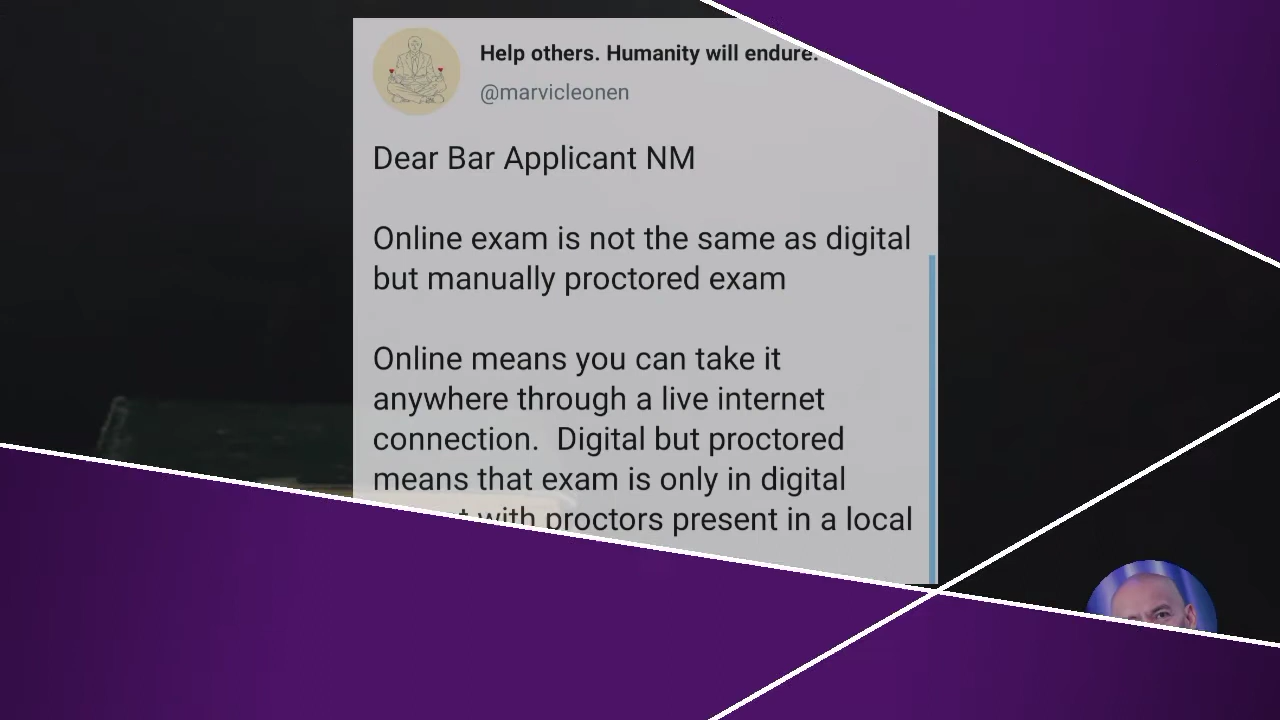 Help others. Humanity will endure.
@marvicleonen
Dear Bar Applicant NM
Online exam is not the same as digital
but manually proctored exam
Online means you can take it
anywhere through a live internet
connection. Digital but proctored
means that exam is only in digital
with proctors present in a local